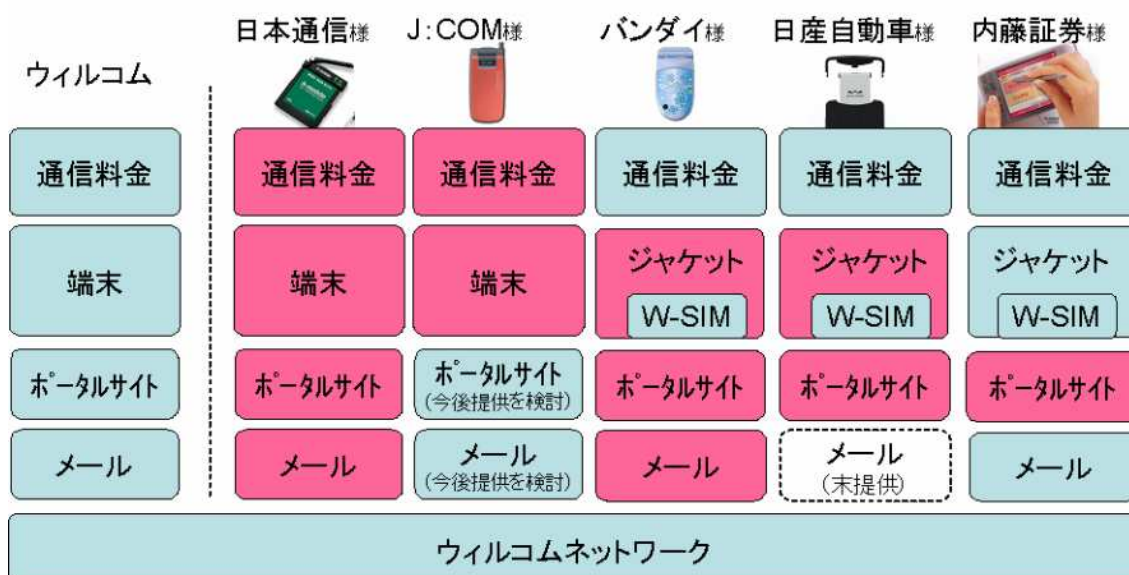 日本通信様 J:COM様 バンダイ様 日産自動車様 内藤証券様
ウィルコム
通信料金 通信料金 通信料金 通信料金 通信料金 通信料金
端末 端末 端末 ジャケット ジャケット ジャケット
W-SIM W-SIM W-SIM
ポータルサイト ポータルサイト ポータルサイト ポータルサイト ポータルサイト ポータルサイト
(今後提供を検討)
メール メール メール メール メール メール
(今後提供を検討) (末提供)
ウィルコムネットワーク